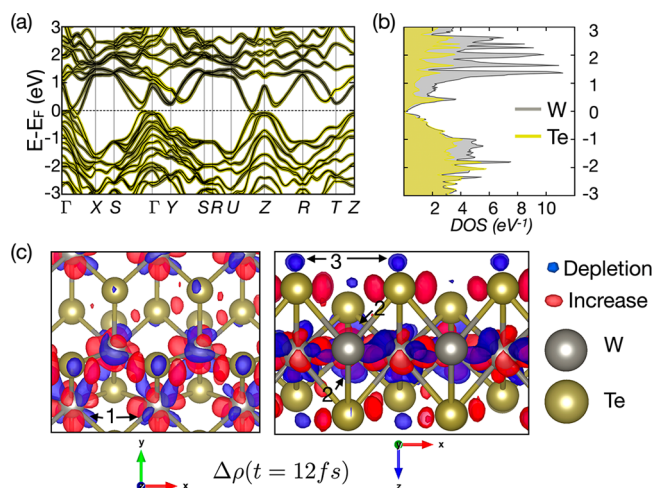 (a)
3
2
1
0
-1
-2
-3
E-E_F (eV)
Γ X S Γ Y S R U Z R T Z
(b)
3
2
1
0
-1
-2
-3
W
Te
2 4 6 8 10
DOS (eV⁻¹)
(c)
1
3
2
2
Depletion
Increase
W
Te
y
z
x
y
x
z
Δρ(t = 12fs)